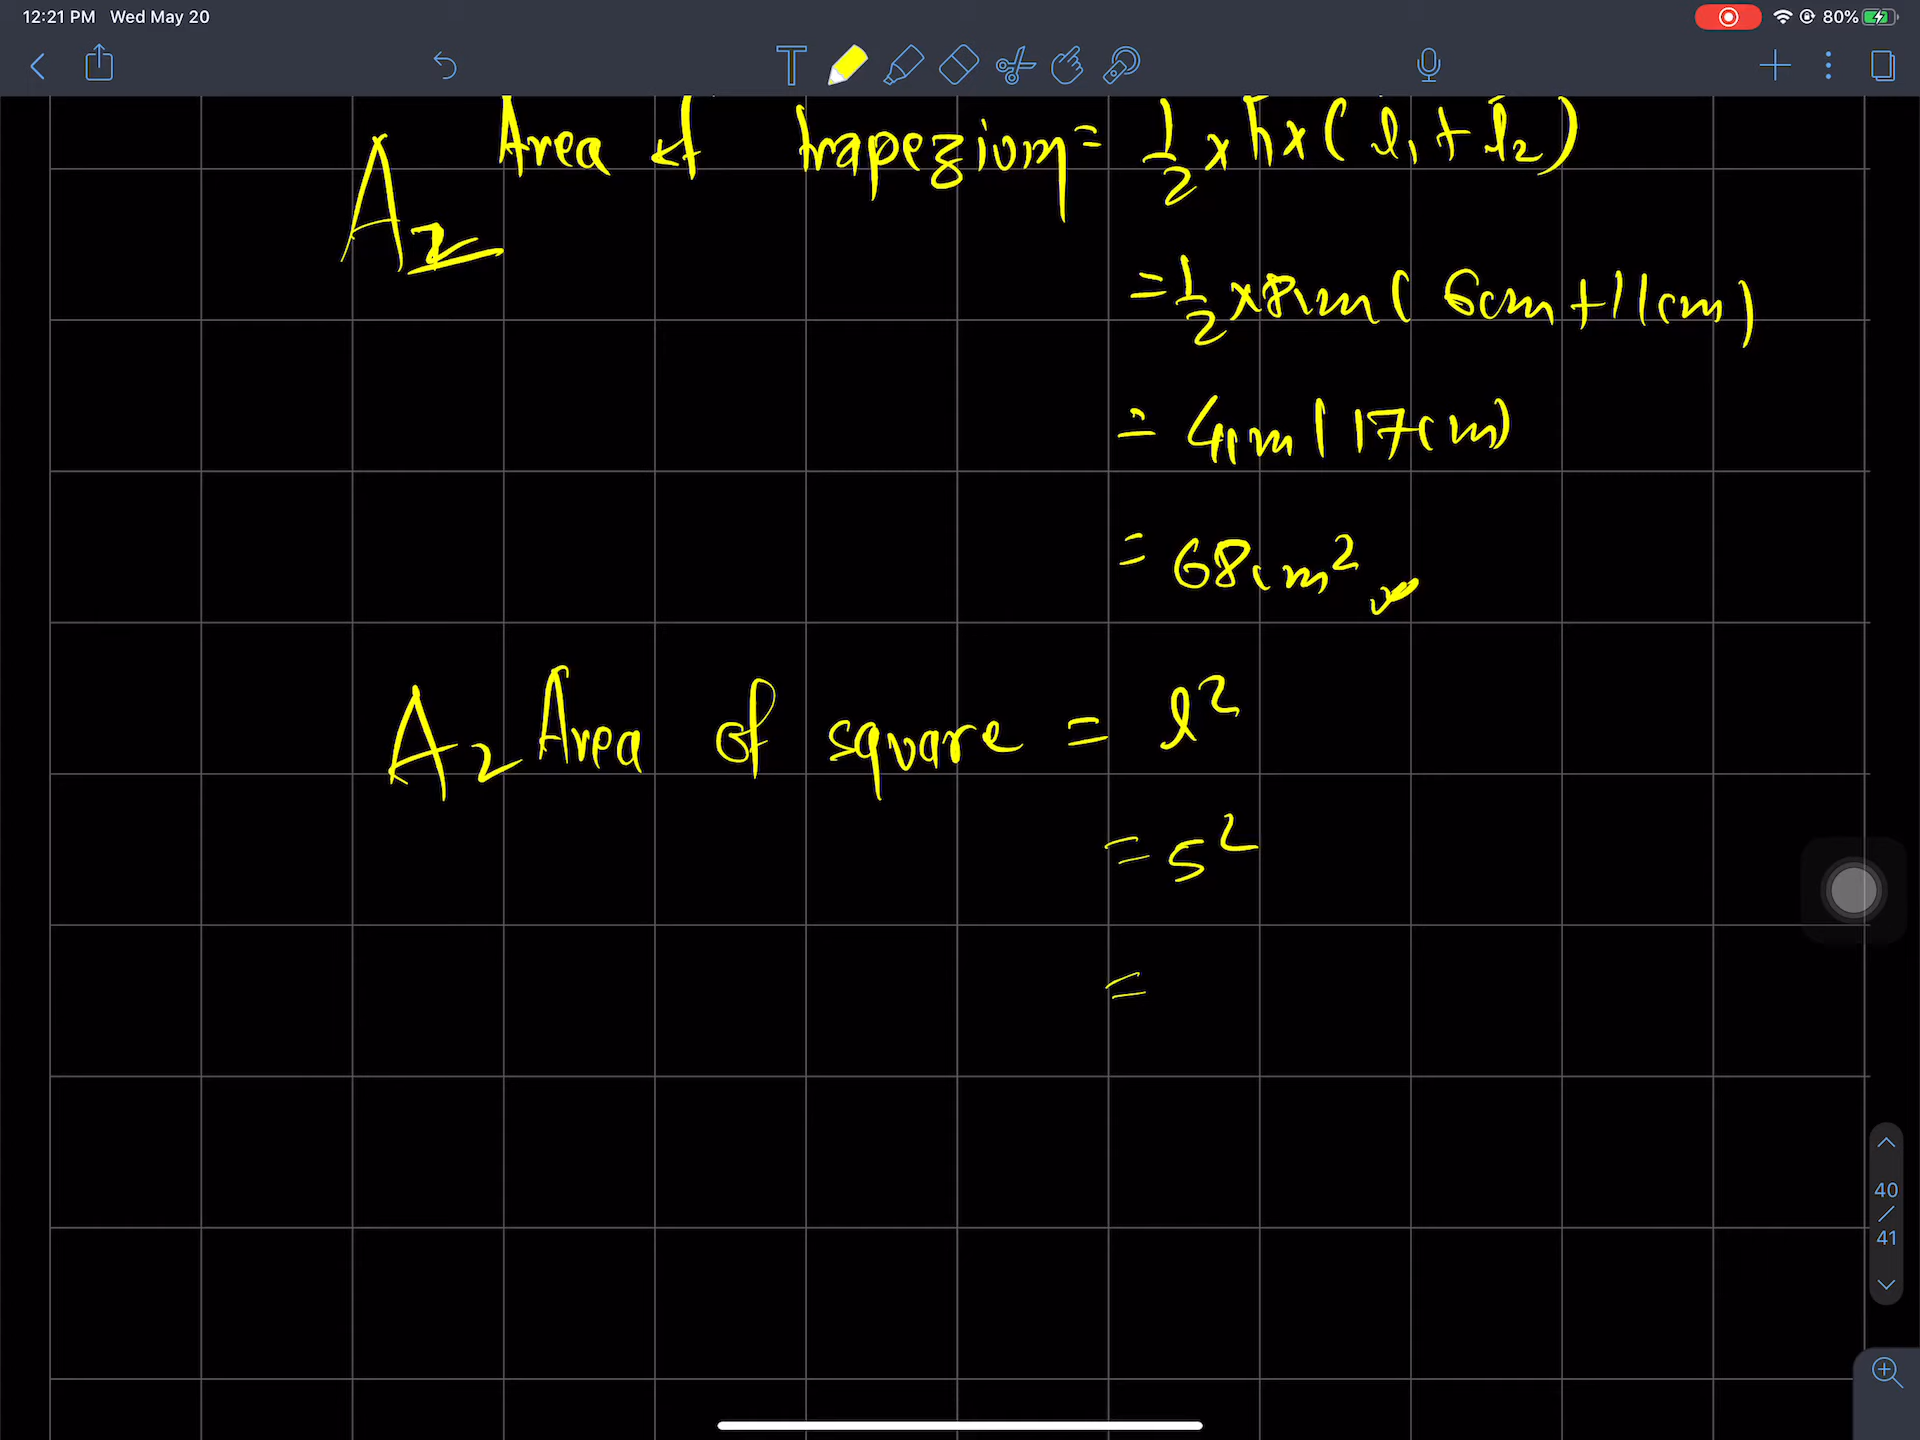 12:21 PM Wed May 20 80%
Area of trapezium = 1/2 x h x ( l₁ + l₂ )
A₂
= 1/2 x 8cm ( 6cm + 11cm )
= 4cm ( 17cm )
= 68cm²
A₂ Area of square = l²
= 5²
=
40
/
41